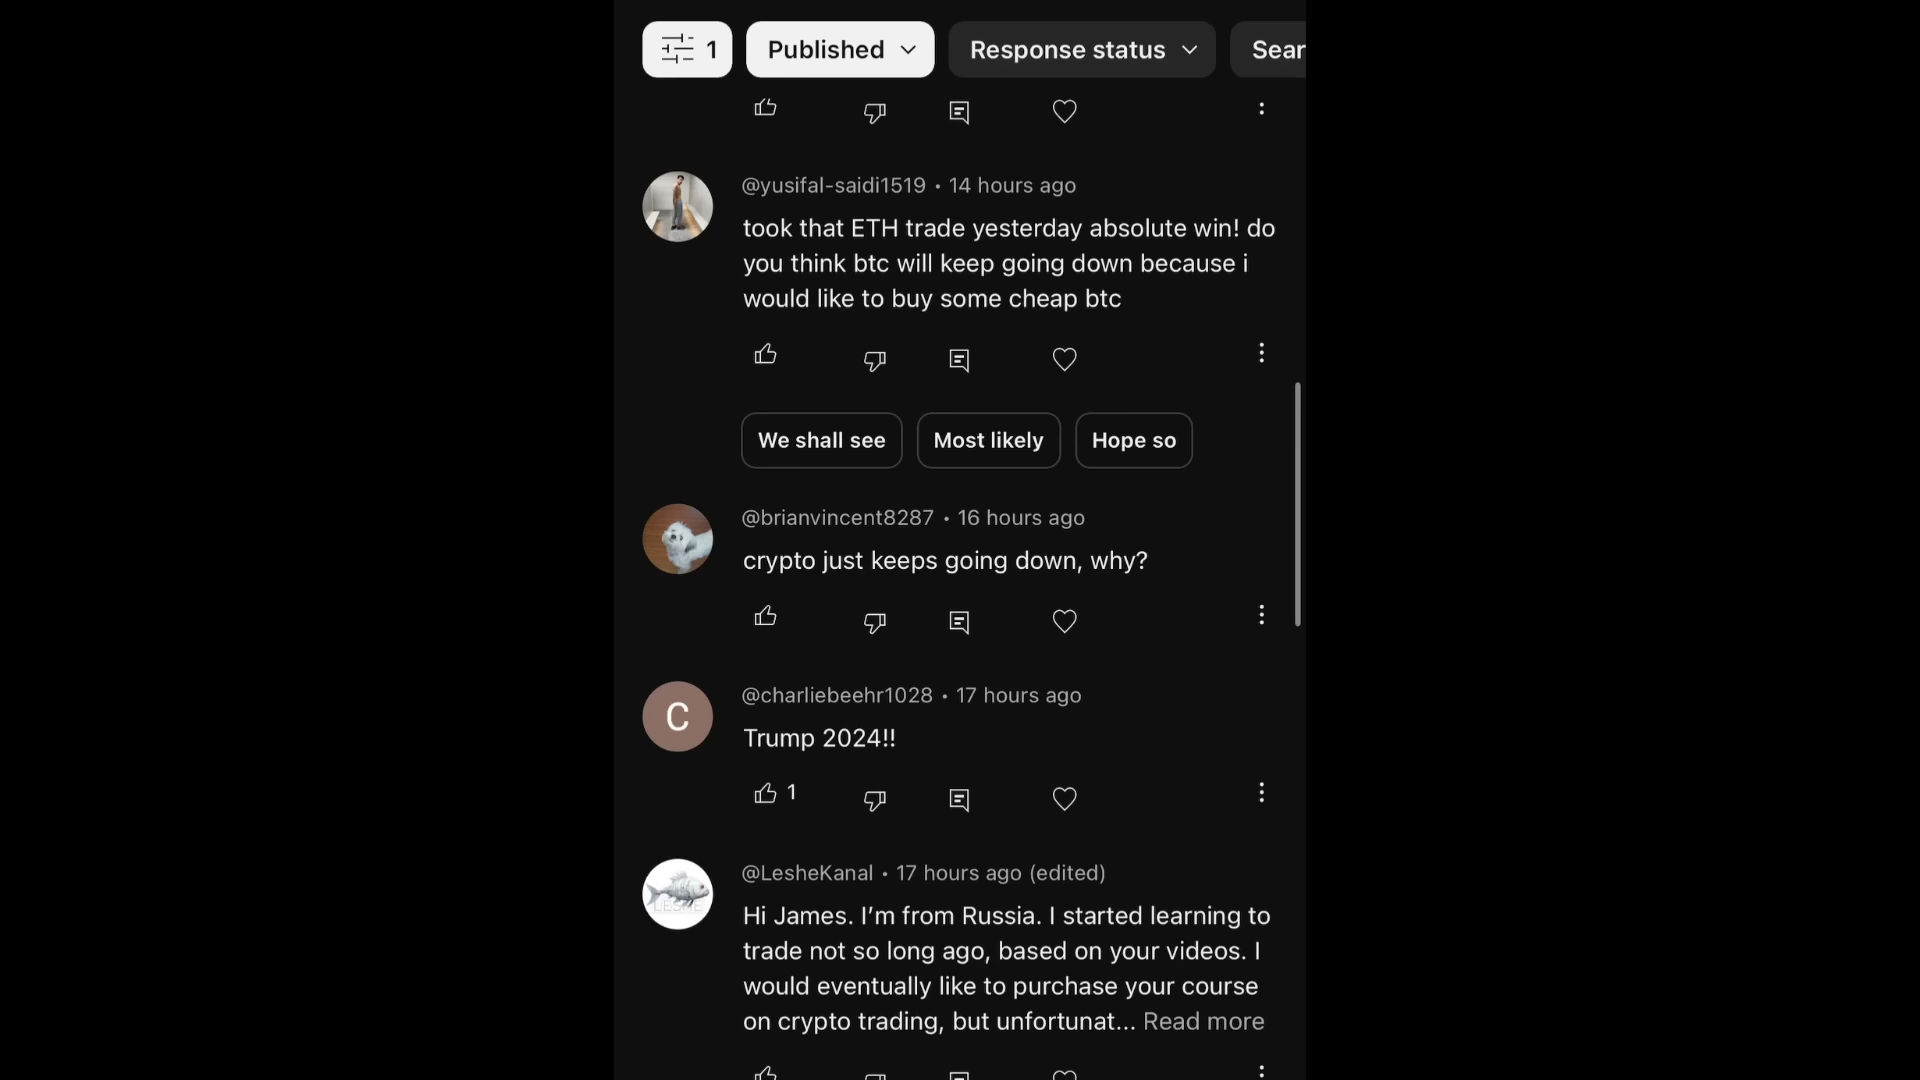 1
Published
Response status
Sear
@yusifal-saidi1519 • 14 hours ago
took that ETH trade yesterday absolute win! do
you think btc will keep going down because i
would like to buy some cheap btc
We shall see
Most likely
Hope so
@brianvincent8287 • 16 hours ago
crypto just keeps going down, why?
C
@charliebeehr1028 • 17 hours ago
Trump 2024!!
1
LESHE
@LesheKanal • 17 hours ago (edited)
Hi James. I’m from Russia. I started learning to
trade not so long ago, based on your videos. I
would eventually like to purchase your course
on crypto trading, but unfortunat... Read more